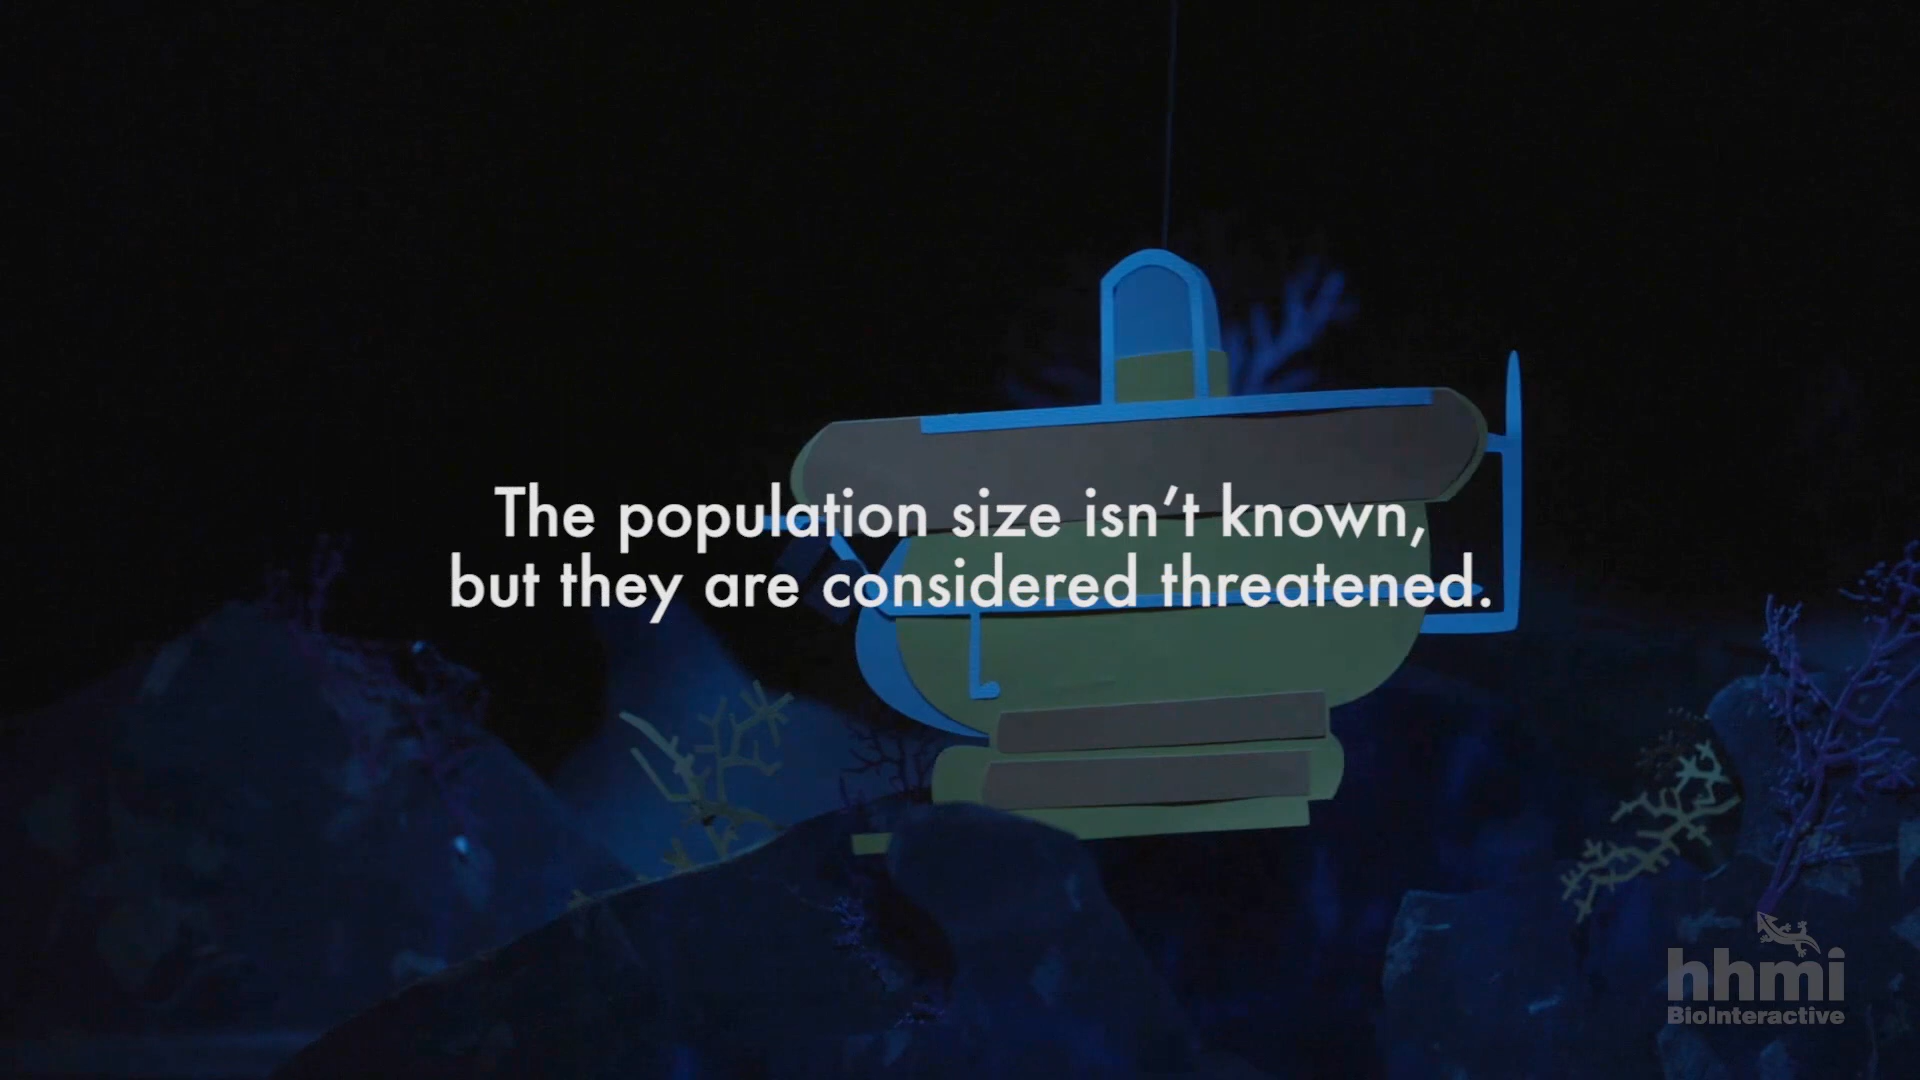 The population size isn’t known,
but they are considered threatened.
hhmi
BioInteractive